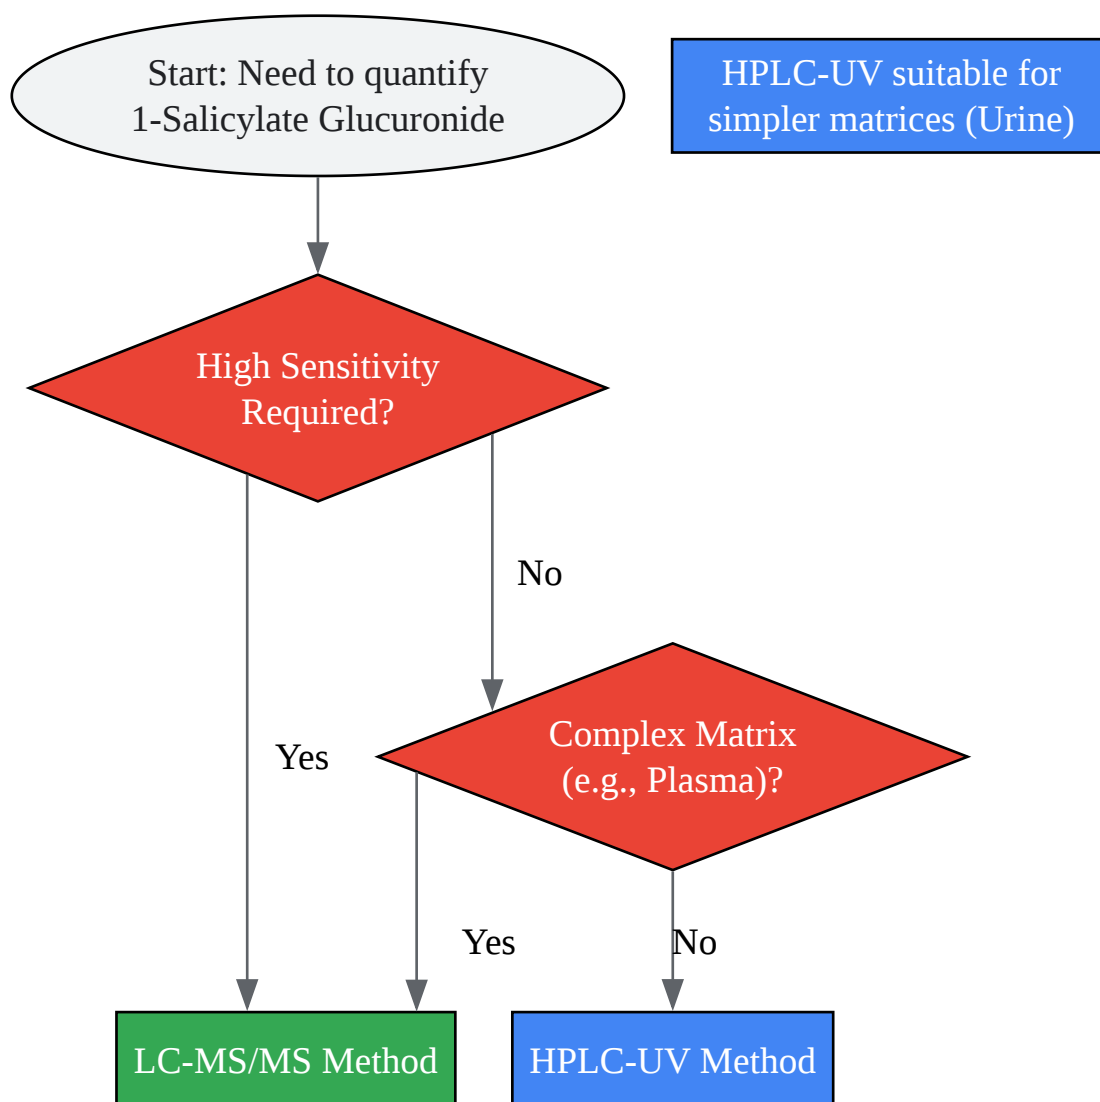 Start: Need to quantify
1-Salicylate Glucuronide
HPLC-UV suitable for
simpler matrices (Urine)
High Sensitivity
Required?
No
Complex Matrix
(e.g., Plasma)?
Yes
Yes
No
LC-MS/MS Method
HPLC-UV Method